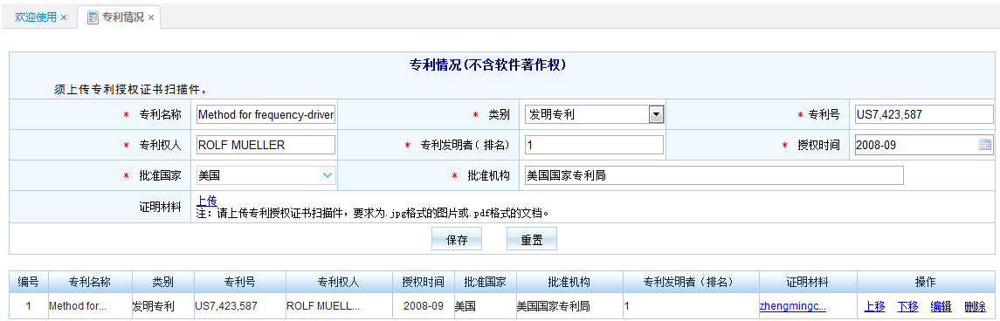 欢迎使用 × 专利情况 ×
专利情况(不含软件著作权)
须上传专利授权证书扫描件。
* 专利名称 Method for frequency-driver * 类别 发明专利 * 专利号 US7,423,587
* 专利权人 ROLF MUELLER * 专利发明者( 排名) 1 * 授权时间 2008-09
* 批准国家 美国 * 批准机构 美国国家专利局
证明材料 上传
注：请上传专利授权证书扫描件，要求为.jpg格式的图片或.pdf格式的文档。
保存 重置
编号 专利名称 类别 专利号 专利权人 授权时间 批准国家 批准机构 专利发明者（排名） 证明材料 操作
1 Method for... 发明专利 US7,423,587 ROLF MUELL... 2008-09 美国 美国国家专利局 1 zhengmingc... 上移 下移 编辑 删除